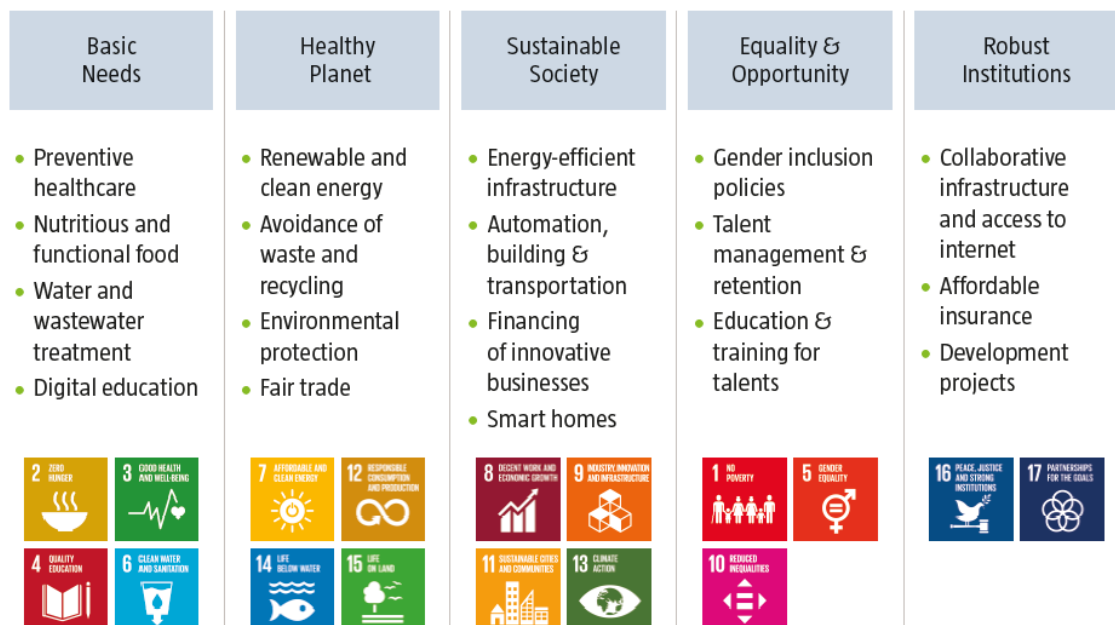 Basic
Needs
• Preventive
healthcare
• Nutritious and
functional food
• Water and
wastewater
treatment
• Digital education
2 ZERO
HUNGER
3 GOOD HEALTH
AND WELL-BEING
4 QUALITY
EDUCATION
6 CLEAN WATER
AND SANITATION
Healthy
Planet
• Renewable and
clean energy
• Avoidance of
waste and
recycling
• Environmental
protection
• Fair trade
7 AFFORDABLE AND
CLEAN ENERGY
12 RESPONSIBLE
CONSUMPTION
AND PRODUCTION
14 LIFE
BELOW WATER
15 LIFE
ON LAND
Sustainable
Society
• Energy-efficient
infrastructure
• Automation,
building &
transportation
• Financing
of innovative
businesses
• Smart homes
8 DECENT WORK AND
ECONOMIC GROWTH
9 INDUSTRY, INNOVATION
AND INFRASTRUCTURE
11 SUSTAINABLE CITIES
AND COMMUNITIES
13 CLIMATE
ACTION
Equality &
Opportunity
• Gender inclusion
policies
• Talent
management &
retention
• Education &
training for
talents
1 NO
POVERTY
5 GENDER
EQUALITY
10 REDUCED
INEQUALITIES
Robust
Institutions
• Collaborative
infrastructure
and access to
internet
• Affordable
insurance
• Development
projects
16 PEACE, JUSTICE
AND STRONG
INSTITUTIONS
17 PARTNERSHIPS
FOR THE GOALS